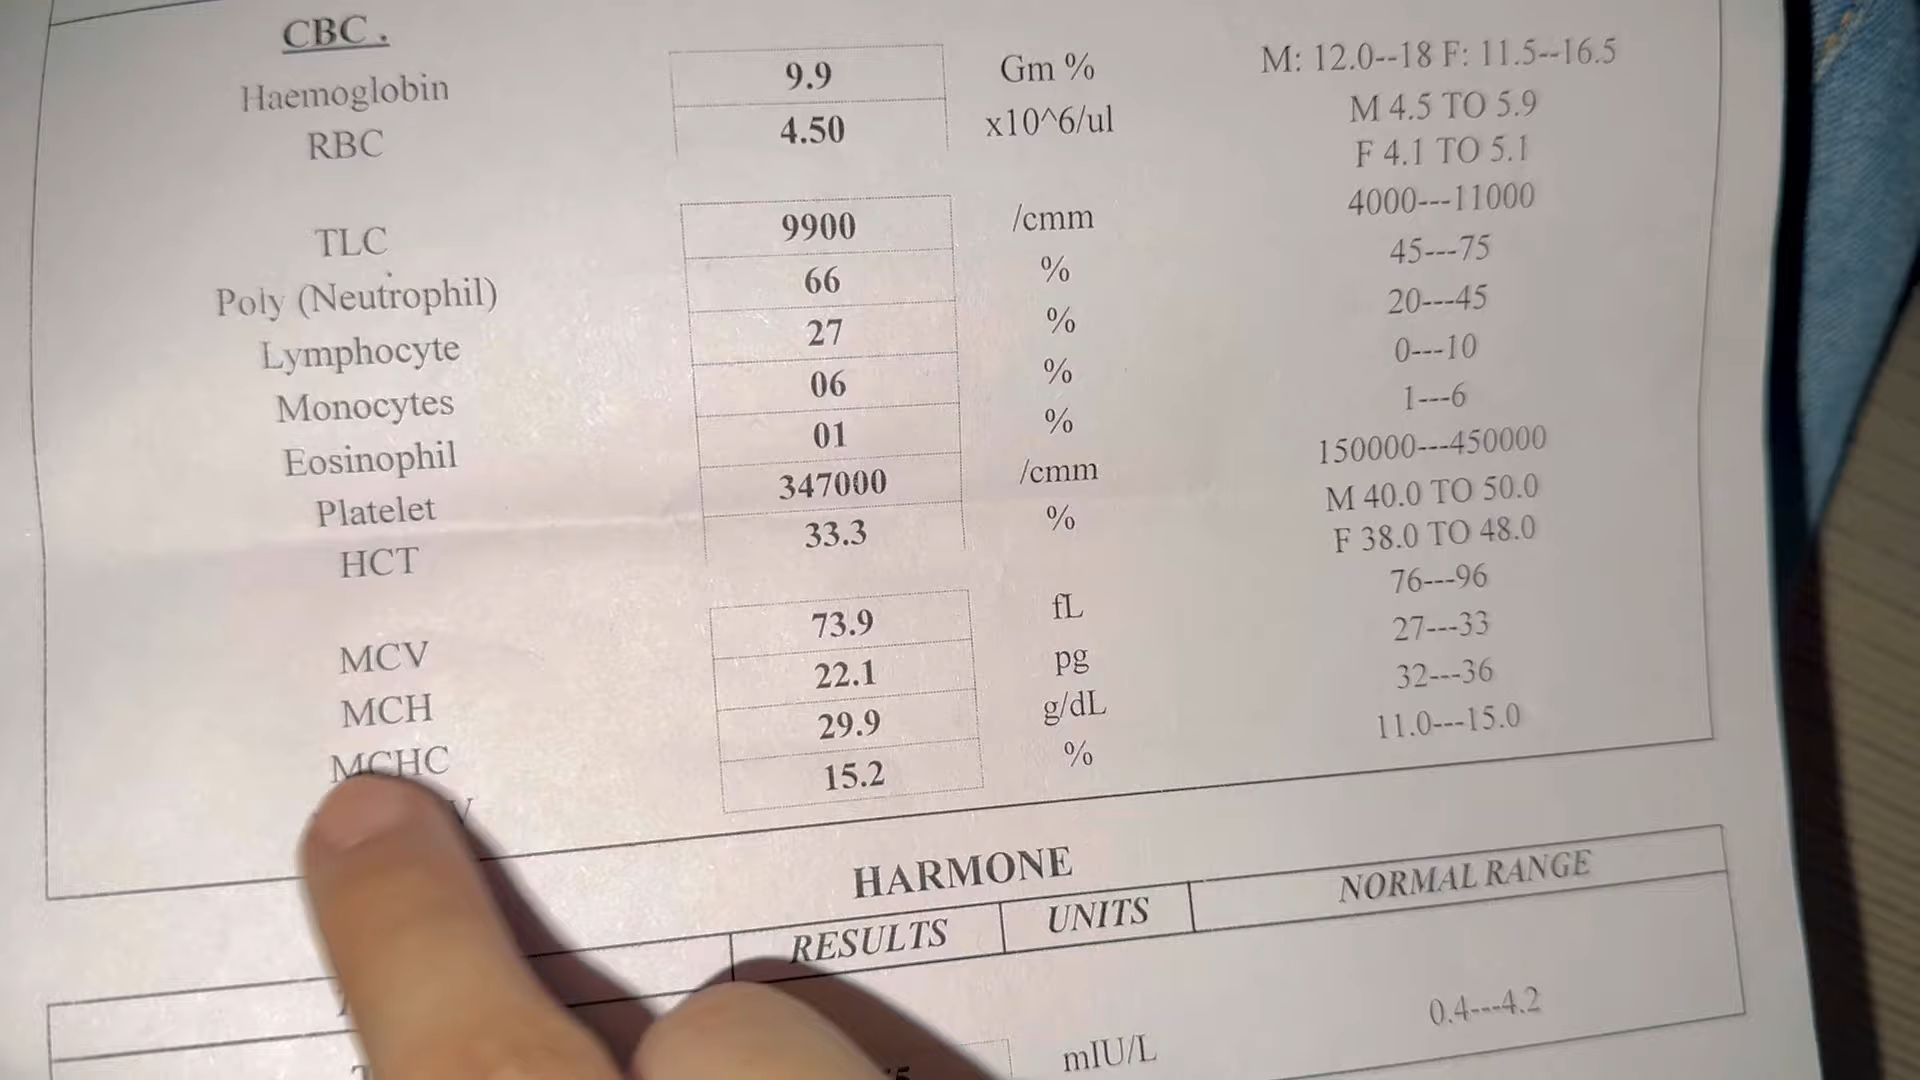 CBC .
Haemoglobin 9.9 Gm % M: 12.0--18 F: 11.5--16.5
RBC 4.50 x10^6/ul M 4.5 TO 5.9
F 4.1 TO 5.1
TLC 9900 /cmm 4000---11000
Poly (Neutrophil) 66 % 45---75
Lymphocyte 27 % 20---45
Monocytes 06 % 0---10
Eosinophil 01 % 1---6
Platelet 347000 /cmm 150000---450000
HCT 33.3 % M 40.0 TO 50.0
F 38.0 TO 48.0
MCV 73.9 fL 76---96
MCH 22.1 pg 27---33
MCHC 29.9 g/dL 32---36
15.2 % 11.0---15.0
HARMONE
RESULTS UNITS NORMAL RANGE
mIU/L 0.4---4.2